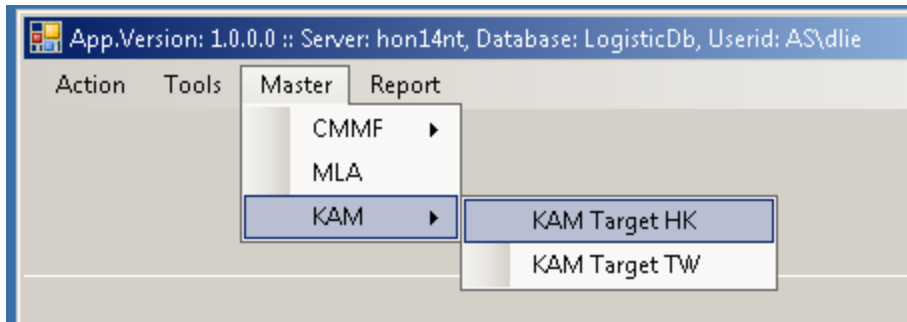 App.Version: 1.0.0.0 :: Server: hon14nt, Database: LogisticDb, Userid: AS\dlie
Action Tools Master Report
CMMF
MLA
KAM
KAM Target HK
KAM Target TW